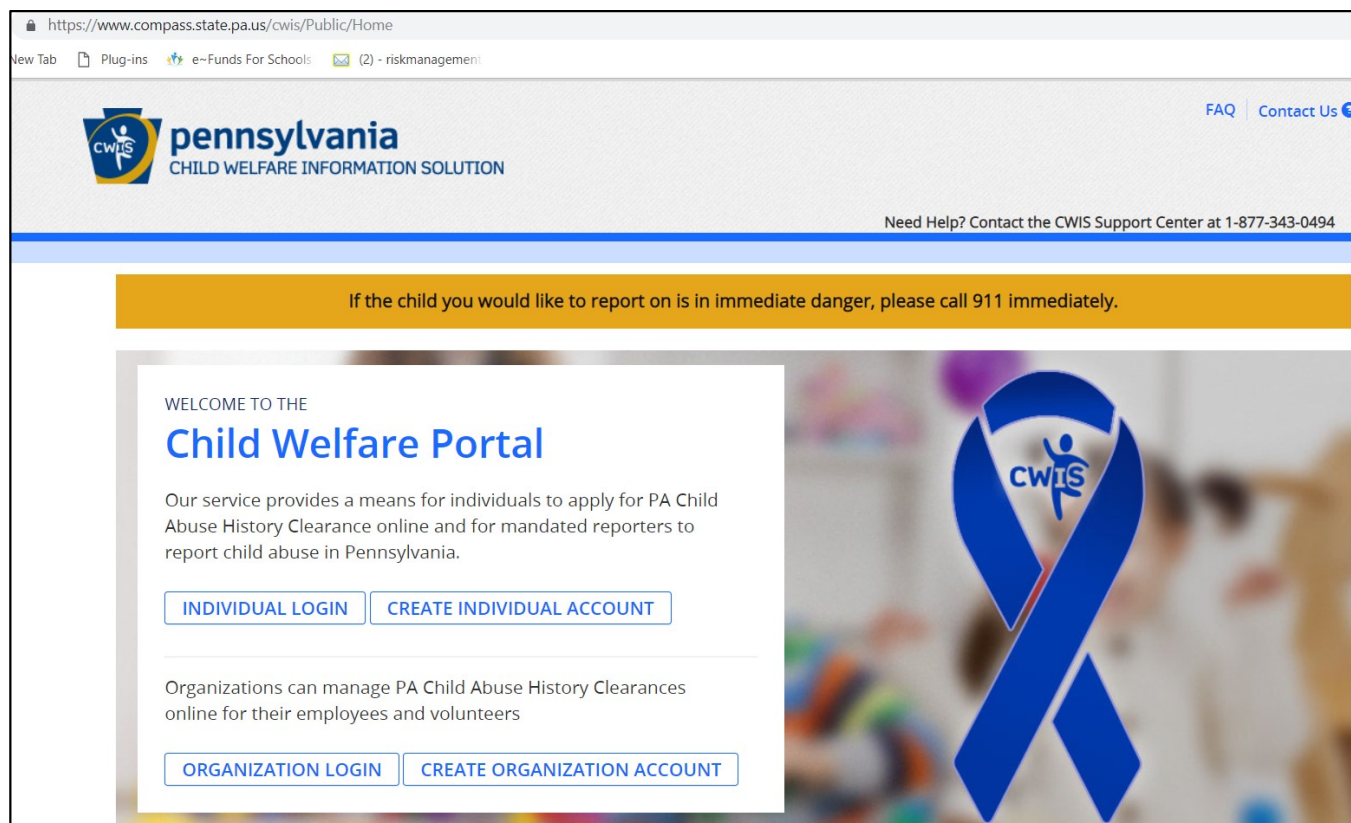 https://www.compass.state.pa.us/cwis/Public/Home
New Tab Plug-ins e~Funds For Schools (2) - riskmanagement
FAQ Contact Us ?
CWIS
pennsylvania
CHILD WELFARE INFORMATION SOLUTION
Need Help? Contact the CWIS Support Center at 1-877-343-0494
If the child you would like to report on is in immediate danger, please call 911 immediately.
WELCOME TO THE
Child Welfare Portal
Our service provides a means for individuals to apply for PA Child
Abuse History Clearance online and for mandated reporters to
report child abuse in Pennsylvania.
INDIVIDUAL LOGIN CREATE INDIVIDUAL ACCOUNT
Organizations can manage PA Child Abuse History Clearances
online for their employees and volunteers
ORGANIZATION LOGIN CREATE ORGANIZATION ACCOUNT
CWIS